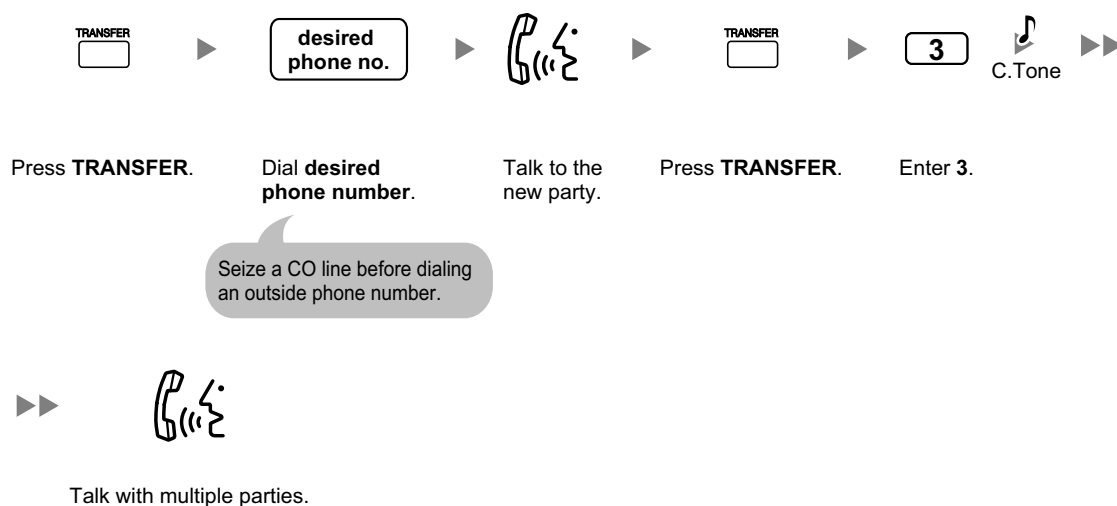 TRANSFER
desired
phone no.
TRANSFER
3
C.Tone
Press TRANSFER.
Dial desired
phone number.
Talk to the
new party.
Press TRANSFER.
Enter 3.
Seize a CO line before dialing
an outside phone number.
Talk with multiple parties.